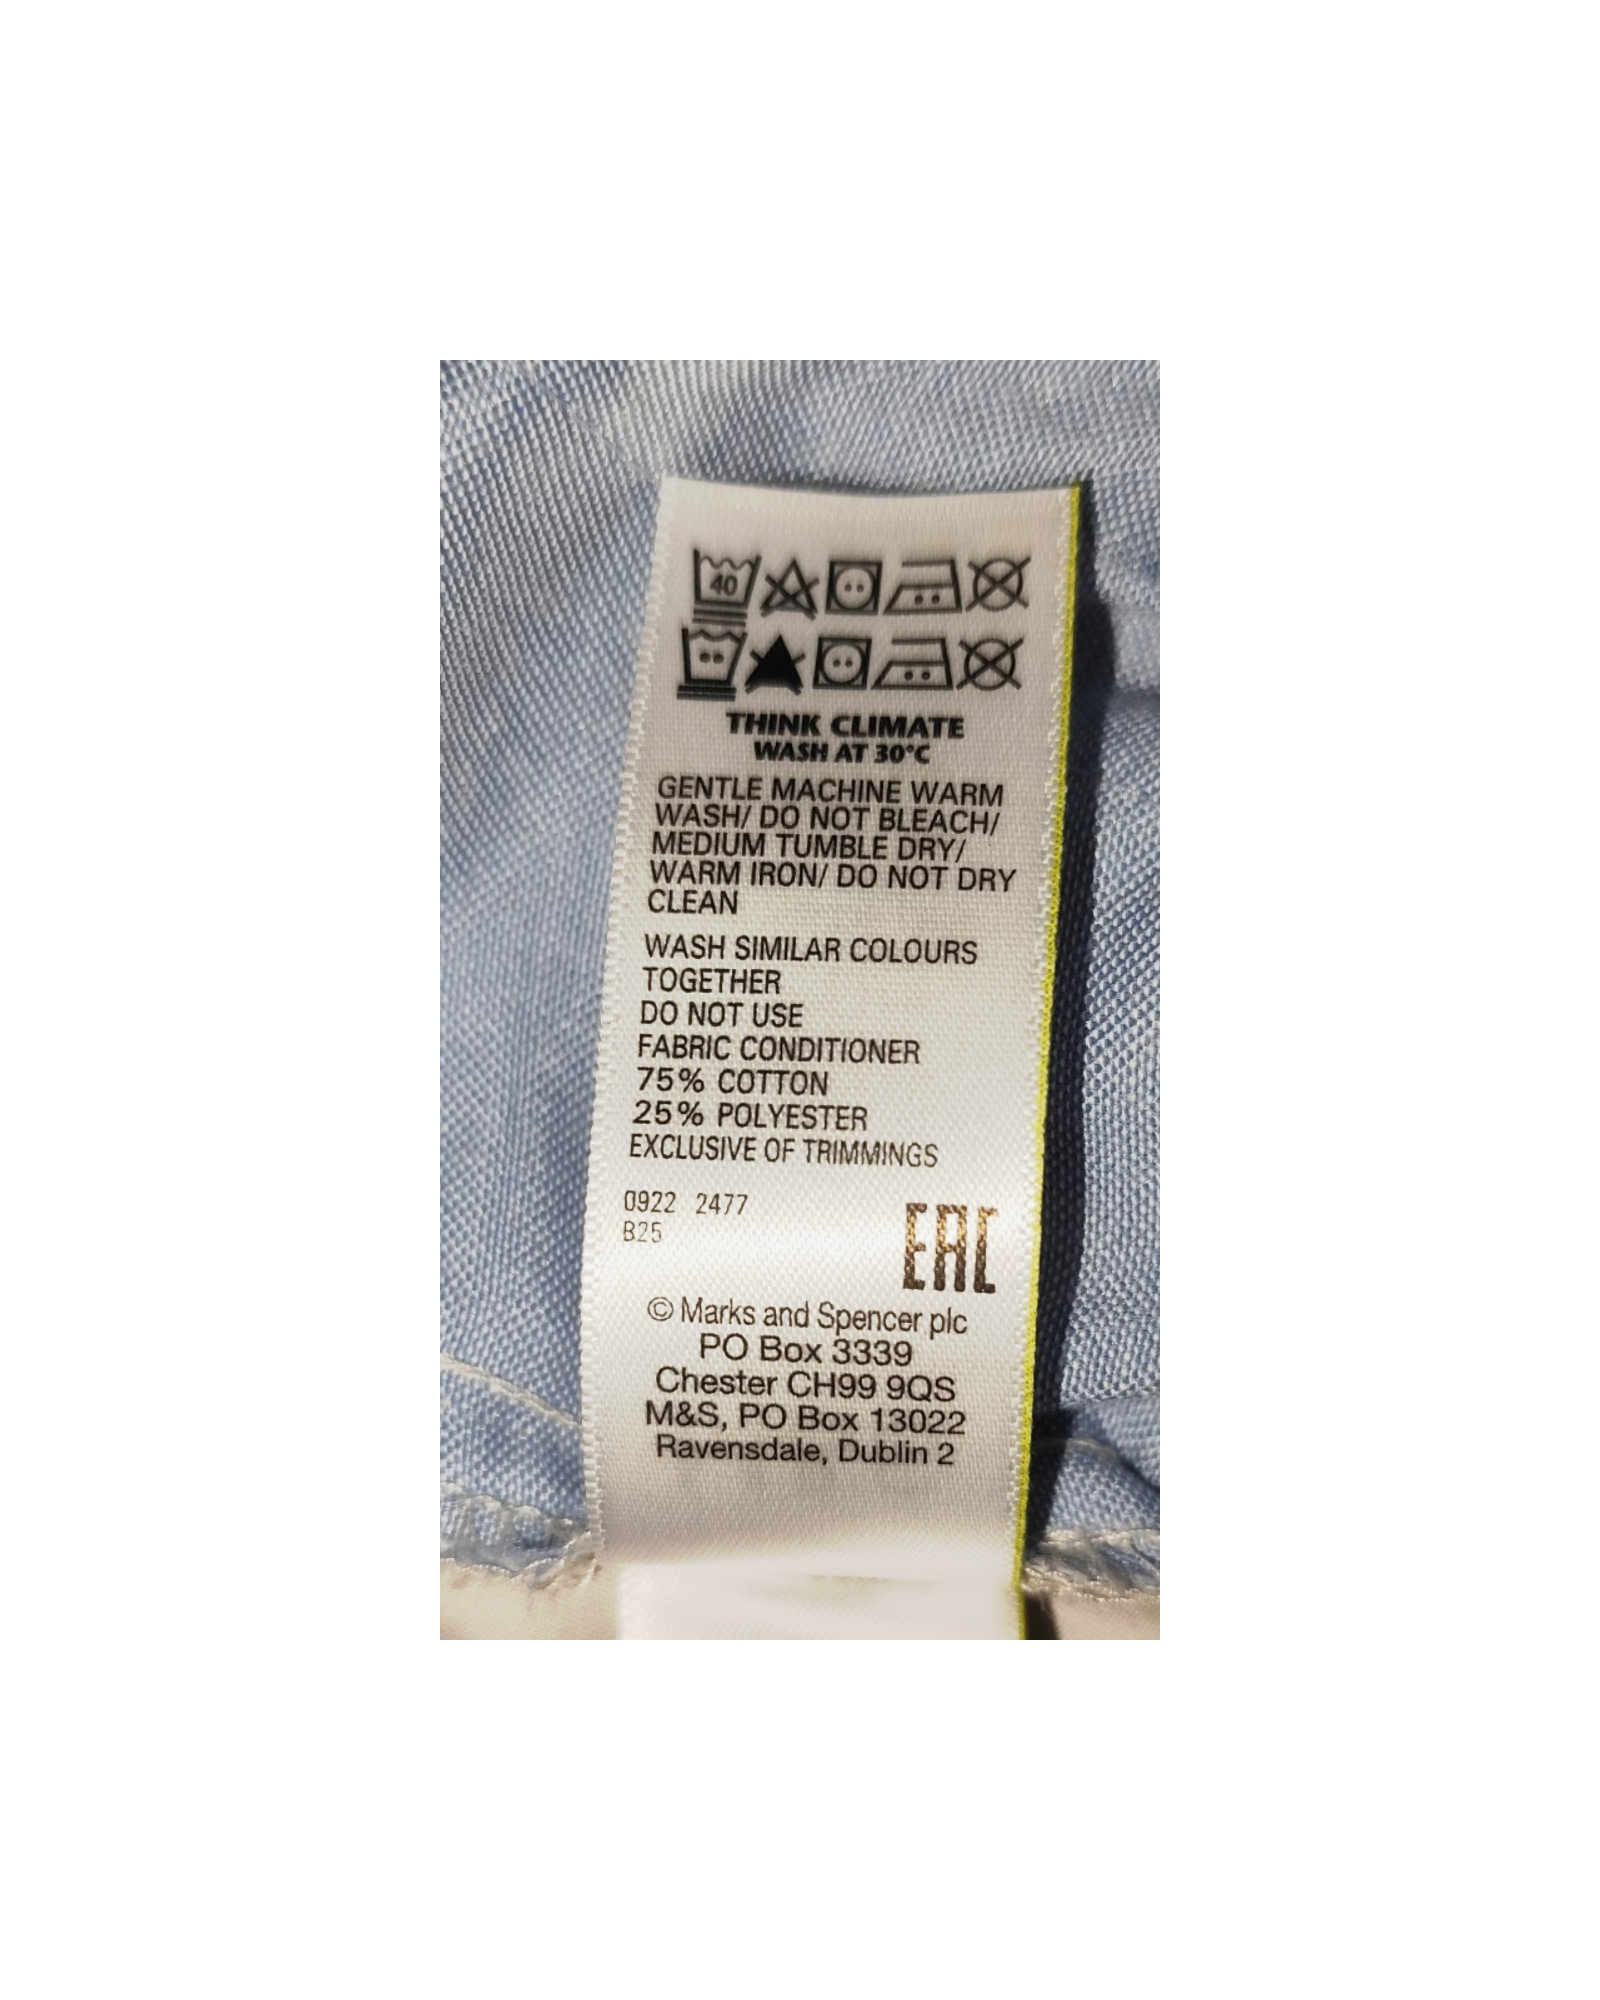 40
THINK CLIMATE
WASH AT 30°C
GENTLE MACHINE WARM
WASH/ DO NOT BLEACH/
MEDIUM TUMBLE DRY/
WARM IRON/ DO NOT DRY
CLEAN
WASH SIMILAR COLOURS
TOGETHER
DO NOT USE
FABRIC CONDITIONER
75% COTTON
25% POLYESTER
EXCLUSIVE OF TRIMMINGS
0922 2477
B25
EAC
© Marks and Spencer plc
PO Box 3339
Chester CH99 9QS
M&S, PO Box 13022
Ravensdale, Dublin 2